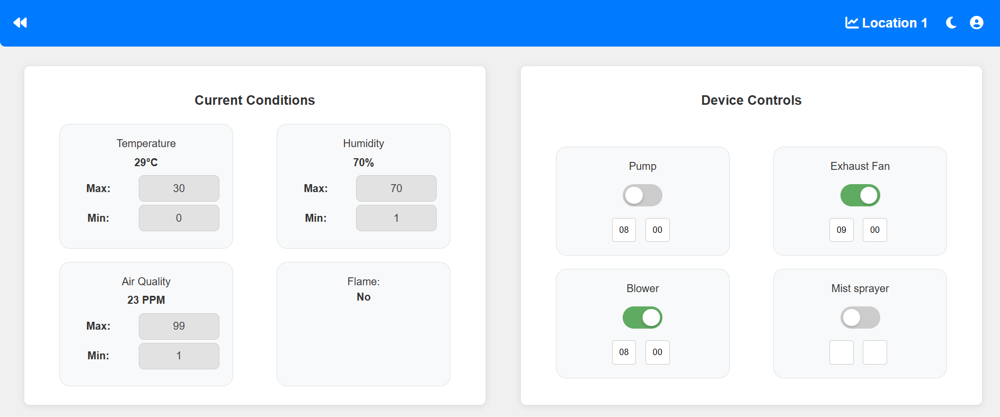 Location 1
Current Conditions
Temperature
29°C
Max: 30
Min: 0
Humidity
70%
Max: 70
Min: 1
Air Quality
23 PPM
Max: 99
Min: 1
Flame:
No
Device Controls
Pump
08 00
Exhaust Fan
09 00
Blower
08 00
Mist sprayer